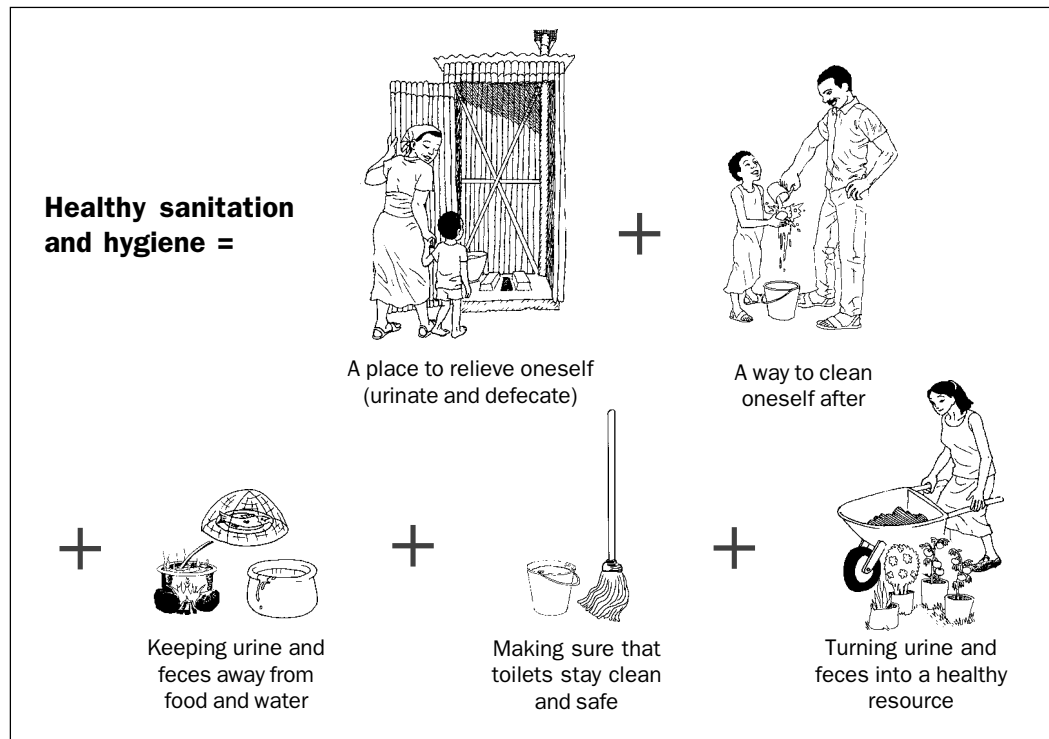 Healthy sanitation
and hygiene =
+
A place to relieve oneself
(urinate and defecate)
A way to clean
oneself after
+
+
+
Keeping urine and
feces away from
food and water
Making sure that
toilets stay clean
and safe
Turning urine and
feces into a healthy
resource